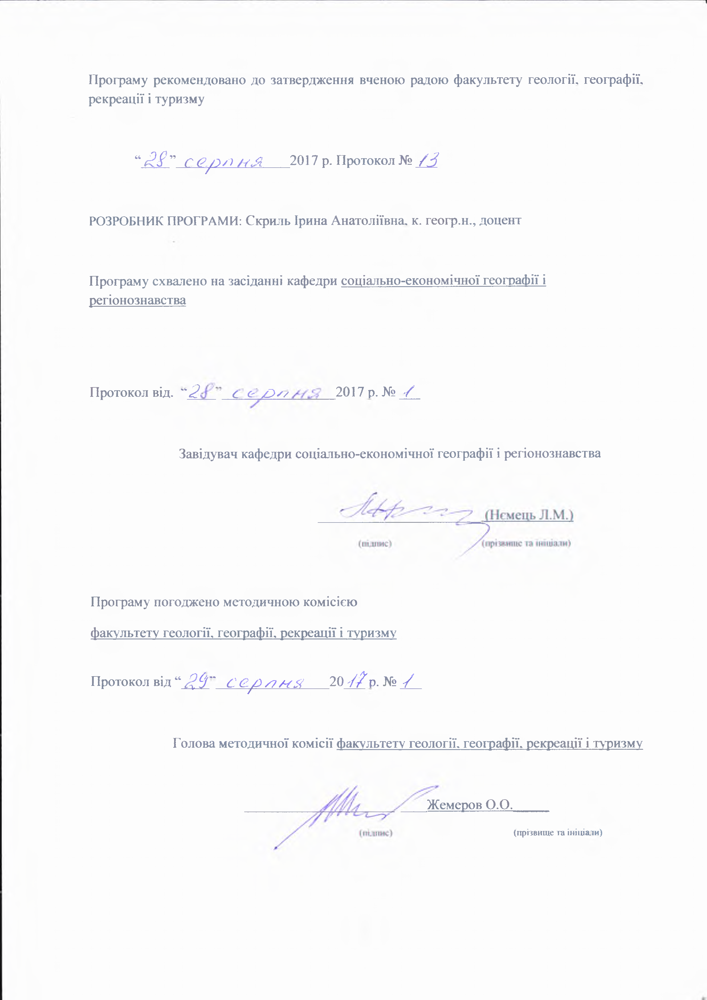 Програму рекомендовано до затвердження вченою радою факультету геології, географії,
рекреації і туризму
“28” серпня 2017 р. Протокол № 13
РОЗРОБНИК ПРОГРАМИ: Скриль Ірина Анатоліївна, к. геогр.н., доцент
Програму схвалено на засіданні кафедри соціально-економічної географії і
регіонознавства
Протокол від. “28” серпня 2017 р. № 1
Завідувач кафедри соціально-економічної географії і регіонознавства
(Нємець Л.М.)
(підпис) (прізвище та ініціали)
Програму погоджено методичною комісією
факультету геології, географії, рекреації і туризму
Протокол від “29” серпня 2017 р. № 1
Голова методичної комісії факультету геології, географії, рекреації і туризму
Жемеров О.О.
(підпис) (прізвище та ініціали)